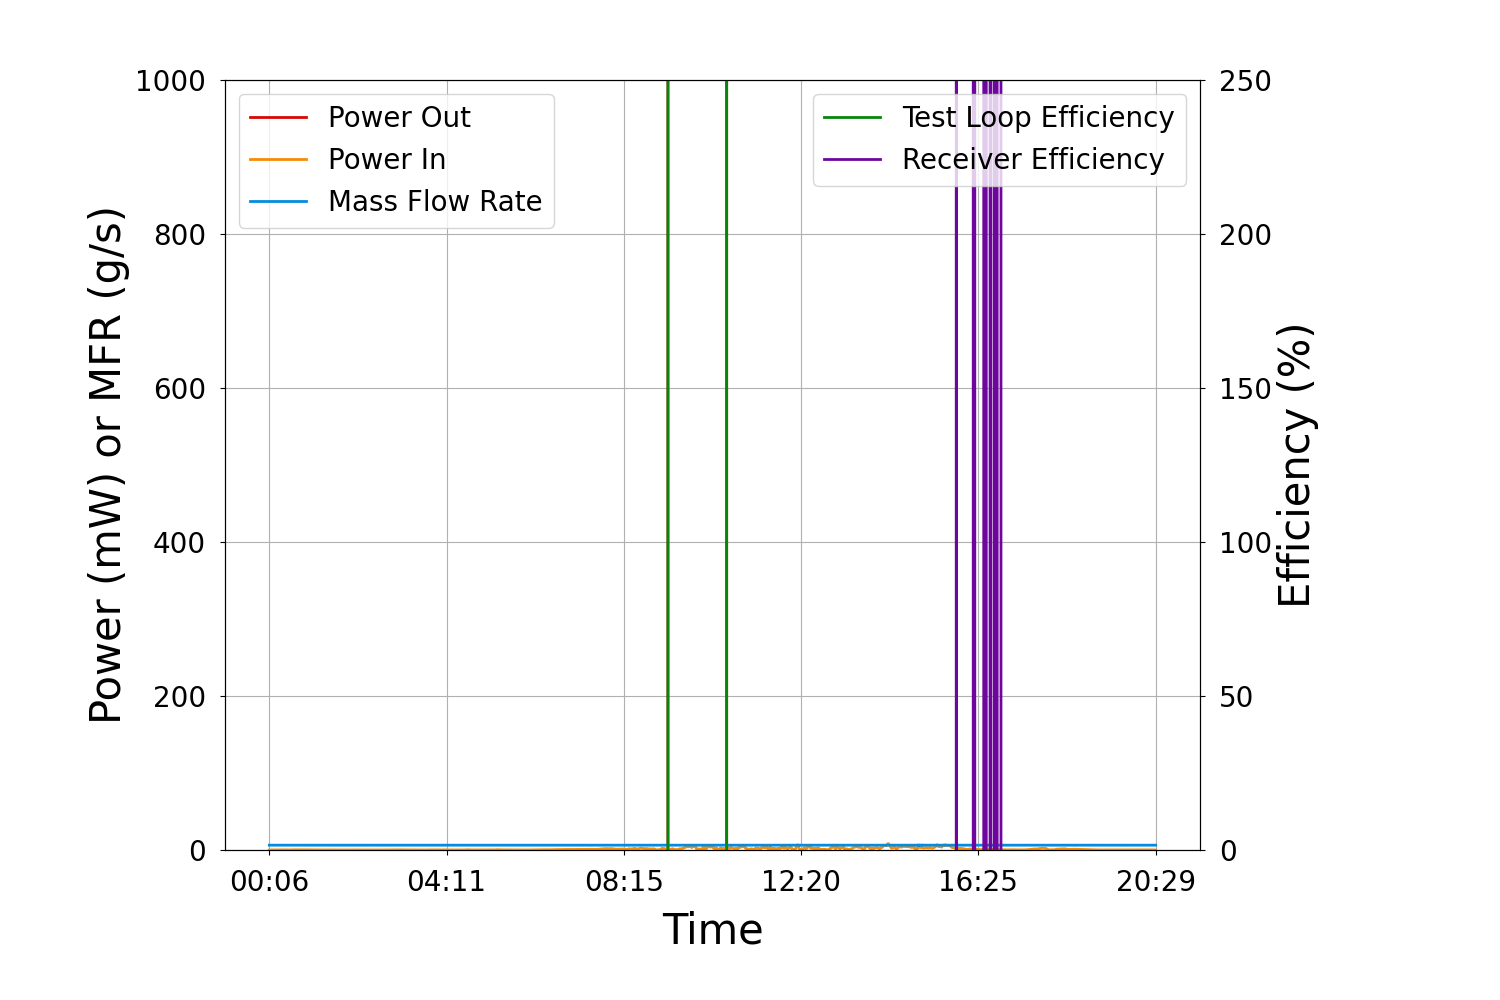 Power Out
Power In
Mass Flow Rate
Test Loop Efficiency
Receiver Efficiency
1000
800
600
400
200
0
Power (mW) or MFR (g/s)
250
200
150
100
50
0
Efficiency (%)
00:06
04:11
08:15
12:20
16:25
20:29
Time